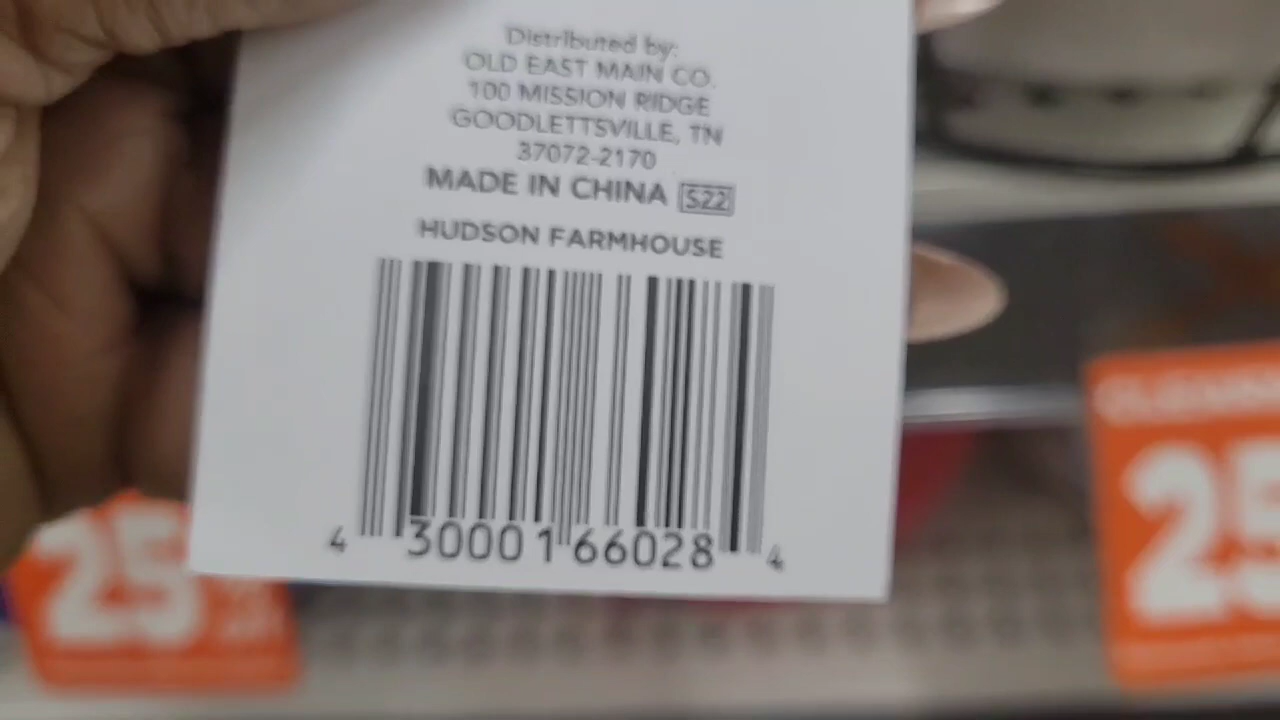 Distributed by:
OLD EAST MAIN CO.
100 MISSION RIDGE
GOODLETTSVILLE, TN
37072-2170
MADE IN CHINA S22
HUDSON FARMHOUSE
4 30001 66028 4
25
25